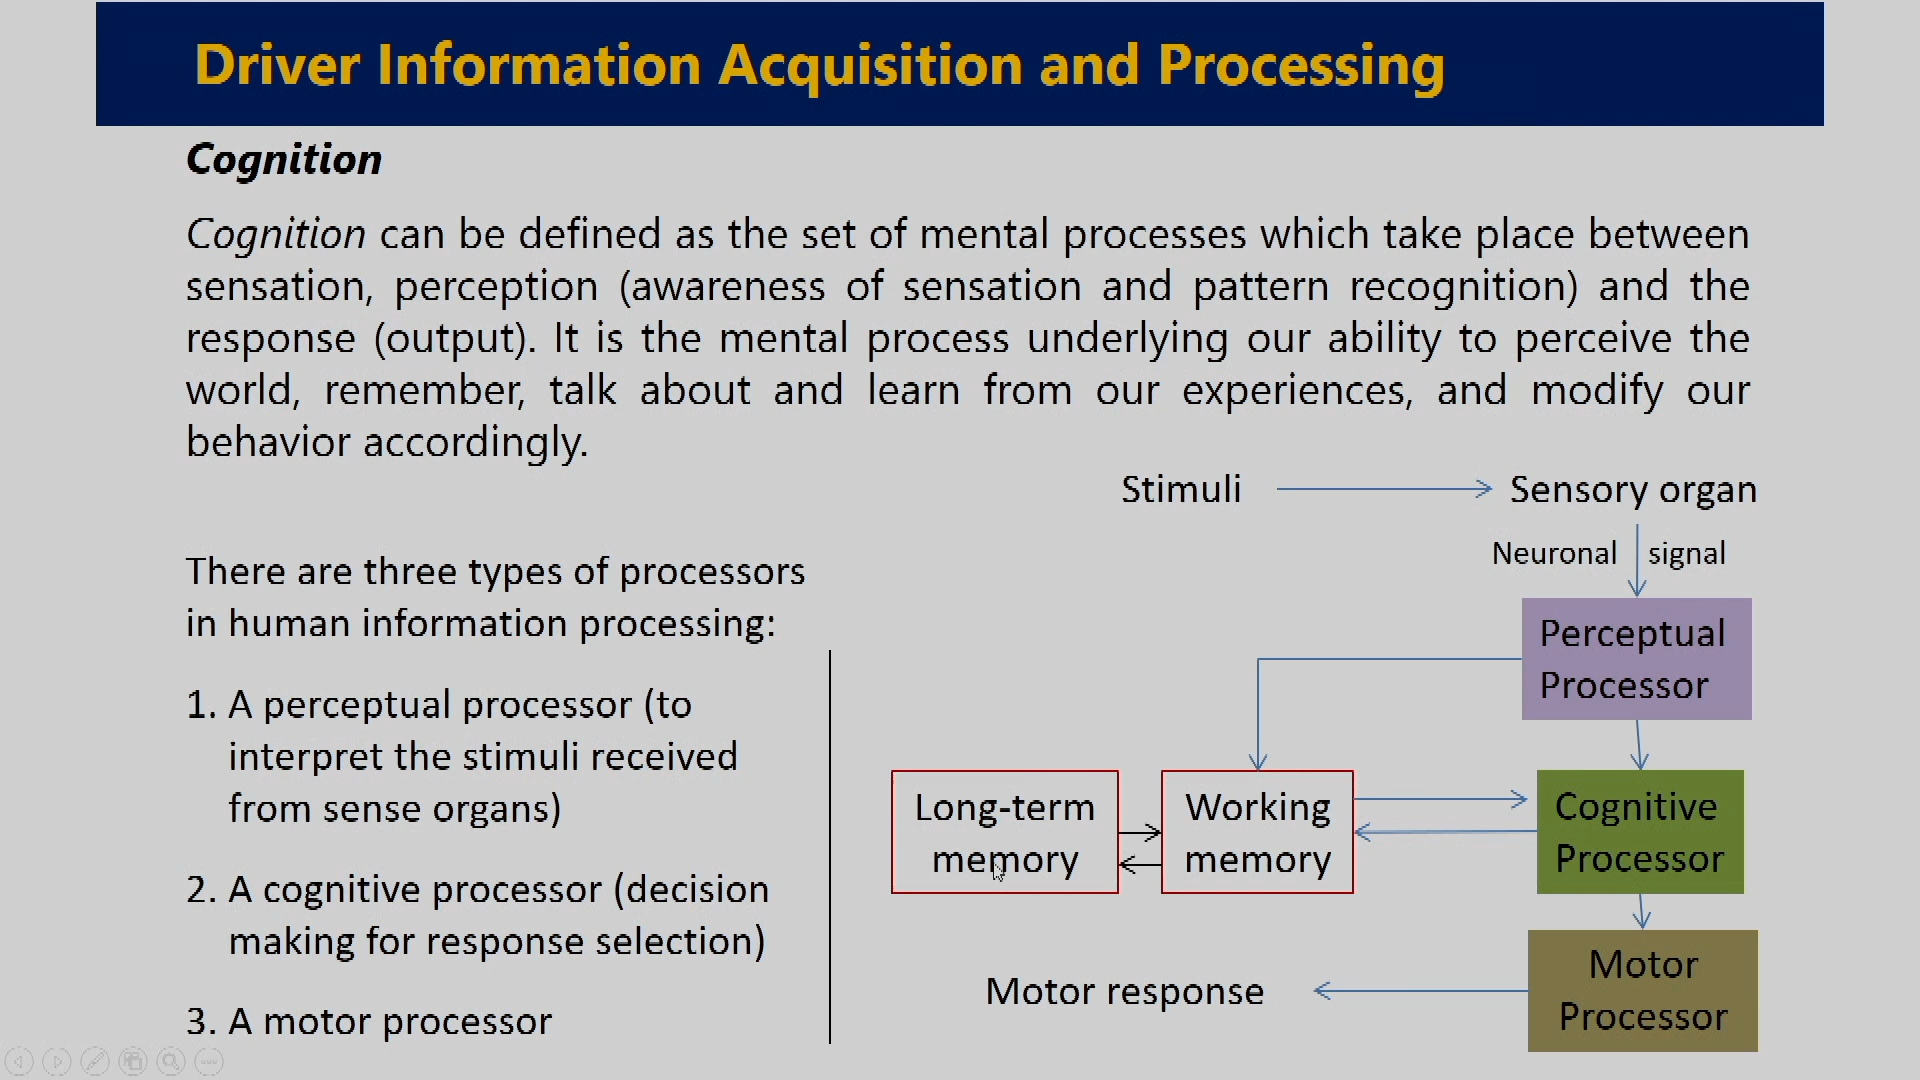 Driver Information Acquisition and Processing
Cognition
Cognition can be defined as the set of mental processes which take place between
sensation, perception (awareness of sensation and pattern recognition) and the
response (output). It is the mental process underlying our ability to perceive the
world, remember, talk about and learn from our experiences, and modify our
behavior accordingly.
There are three types of processors
in human information processing:
1. A perceptual processor (to
interpret the stimuli received
from sense organs)
2. A cognitive processor (decision
making for response selection)
3. A motor processor
Stimuli
Sensory organ
Neuronal signal
Perceptual
Processor
Long-term
memory
Working
memory
Cognitive
Processor
Motor
Processor
Motor response